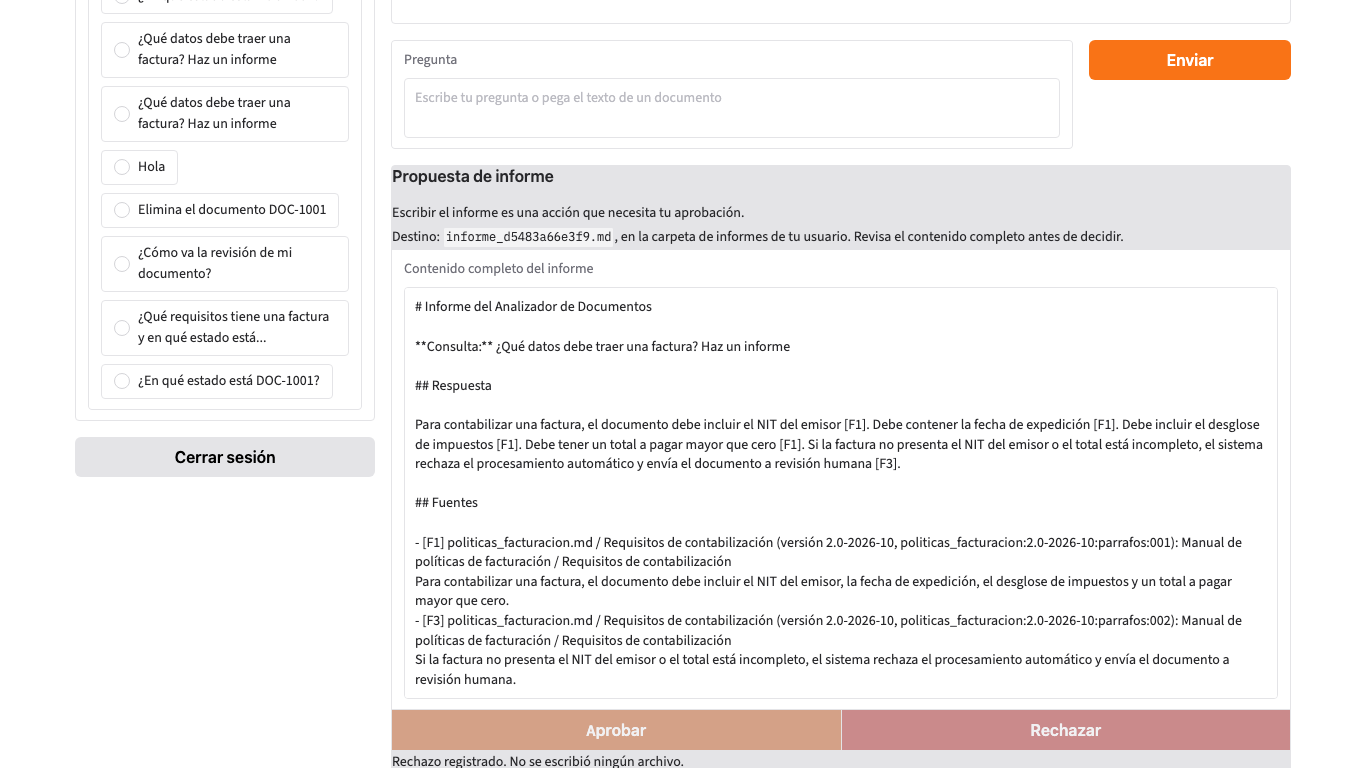 ¿Qué datos debe traer una
factura? Haz un informe
¿Qué datos debe traer una
factura? Haz un informe
Hola
Elimina el documento DOC-1001
¿Cómo va la revisión de mi
documento?
¿Qué requisitos tiene una factura
y en qué estado está...
¿En qué estado está DOC-1001?
Cerrar sesión
Pregunta
Escribe tu pregunta o pega el texto de un documento
Enviar
Propuesta de informe
Escribir el informe es una acción que necesita tu aprobación.
Destino: informe_d5483a66e3f9.md, en la carpeta de informes de tu usuario. Revisa el contenido completo antes de decidir.
Contenido completo del informe
# Informe del Analizador de Documentos
**Consulta:** ¿Qué datos debe traer una factura? Haz un informe
## Respuesta
Para contabilizar una factura, el documento debe incluir el NIT del emisor [F1]. Debe contener la fecha de expedición [F1]. Debe incluir el desglose
de impuestos [F1]. Debe tener un total a pagar mayor que cero [F1]. Si la factura no presenta el NIT del emisor o el total está incompleto, el sistema
rechaza el procesamiento automático y envía el documento a revisión humana [F3].
## Fuentes
- [F1] politicas_facturacion.md / Requisitos de contabilización (versión 2.0-2026-10, politicas_facturacion:2.0-2026-10:parrafos:001): Manual de
políticas de facturación / Requisitos de contabilización
Para contabilizar una factura, el documento debe incluir el NIT del emisor, la fecha de expedición, el desglose de impuestos y un total a pagar
mayor que cero.
- [F3] politicas_facturacion.md / Requisitos de contabilización (versión 2.0-2026-10, politicas_facturacion:2.0-2026-10:parrafos:002): Manual de
políticas de facturación / Requisitos de contabilización
Si la factura no presenta el NIT del emisor o el total está incompleto, el sistema rechaza el procesamiento automático y envía el documento a
revisión humana.
Aprobar
Rechazar
Rechazo registrado. No se escribió ningún archivo.